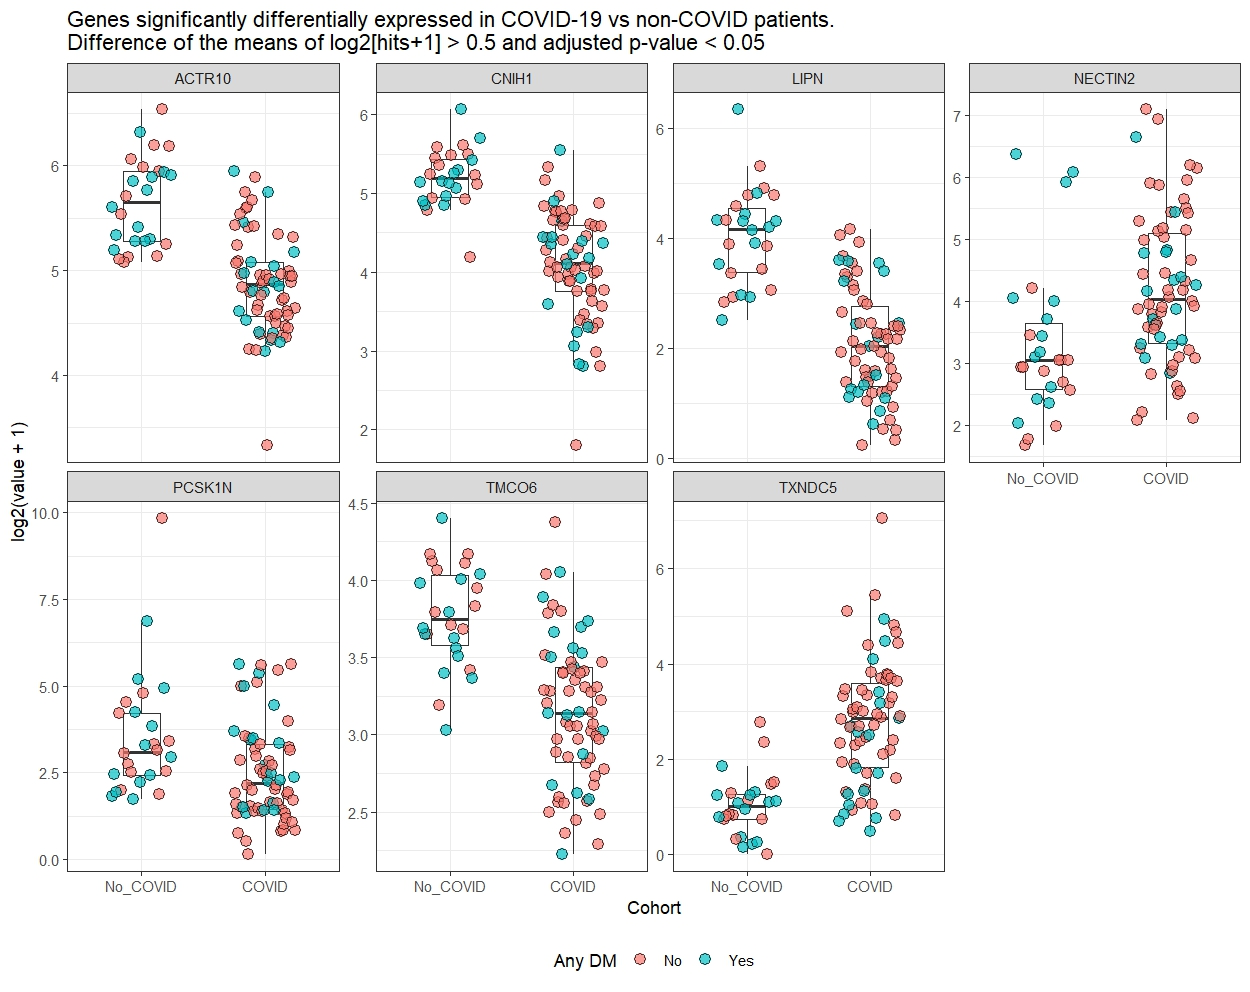 Genes significantly differentially expressed in COVID-19 vs non-COVID patients.
Difference of the means of log2[hits+1] > 0.5 and adjusted p-value < 0.05
ACTR10
CNIH1
LIPN
NECTIN2
6
5
4
6
5
4
3
2
6
4
2
0
7
6
5
4
3
2
No_COVID
COVID
log2(value + 1)
PCSK1N
TMCO6
TXNDC5
10.0
7.5
5.0
2.5
0.0
4.5
4.0
3.5
3.0
2.5
6
4
2
0
No_COVID
COVID
No_COVID
COVID
No_COVID
COVID
Cohort
Any DM No Yes